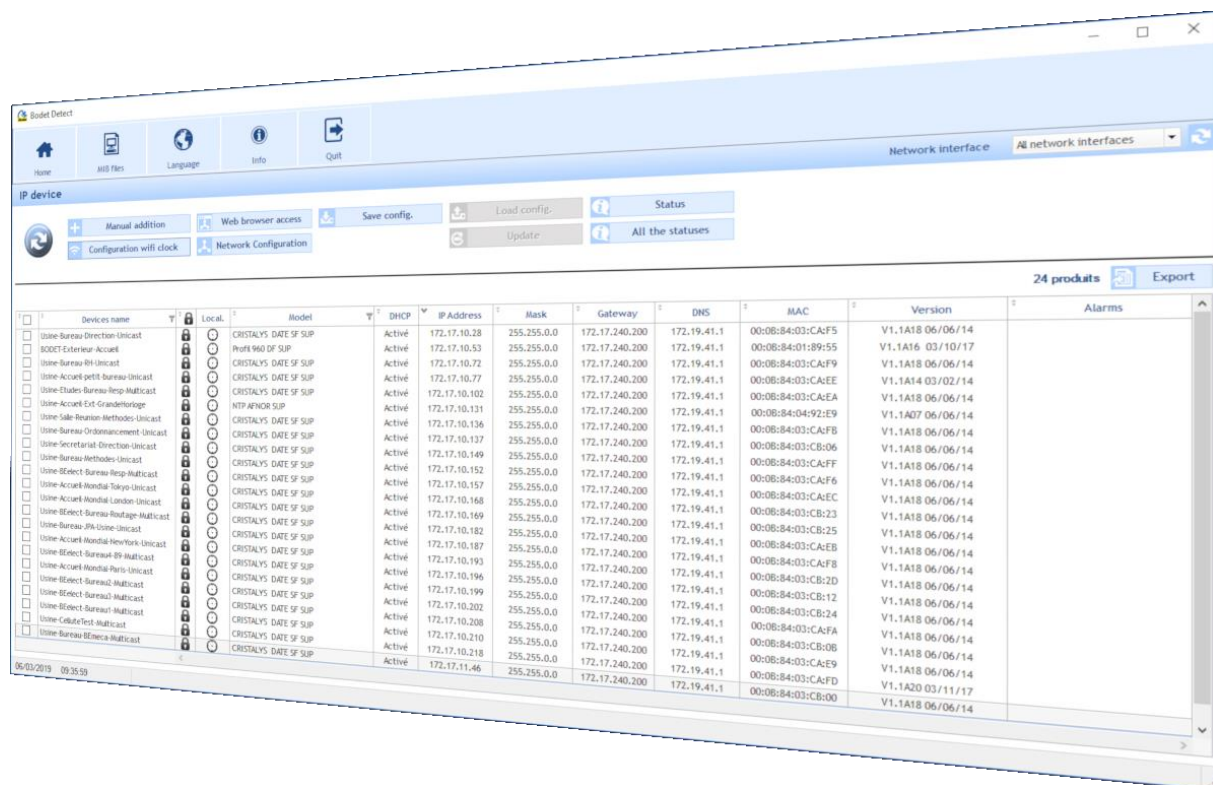 Bodet Detect
Home MIB files Language Info Quit
Network interface All network interfaces
IP device
Manual addition Web browser access Save config. Load config. Status
Configuration wifi clock Network Configuration Update All the statuses
24 produits Export
Devices name Local. Model DHCP IP Address Mask Gateway DNS MAC Version Alarms
Usine-Bureau-Direction-Unicast CRISTALYS DATE SF SUP Activé 172.17.10.28 255.255.0.0 172.17.240.200 172.19.41.1 00:0B:84:03:CA:F5 V1.1A18 06/06/14
BODET-Exterieur-Accueil Profil 960 DF SUP Activé 172.17.10.53 255.255.0.0 172.17.240.200 172.19.41.1 00:0B:84:01:89:55 V1.1A16 03/10/17
Usine-Bureau-RH-Unicast CRISTALYS DATE SF SUP Activé 172.17.10.72 255.255.0.0 172.17.240.200 172.19.41.1 00:0B:84:03:CA:F9 V1.1A18 06/06/14
Usine-Accueil-petit-bureau-Unicast CRISTALYS DATE SF SUP Activé 172.17.10.77 255.255.0.0 172.17.240.200 172.19.41.1 00:0B:84:03:CA:EE V1.1A14 03/02/14
Usine-Etudes-Bureau-Resp-Multicast CRISTALYS DATE SF SUP Activé 172.17.10.102 255.255.0.0 172.17.240.200 172.19.41.1 00:0B:84:03:CA:EA V1.1A18 06/06/14
Usine-Accueil-Ext-GrandeHorloge NTP AFNOR SUP Activé 172.17.10.131 255.255.0.0 172.17.240.200 172.19.41.1 00:0B:84:04:92:E9 V1.1A07 06/06/14
Usine-Salle-Reunion-Methodes-Unicast CRISTALYS DATE SF SUP Activé 172.17.10.136 255.255.0.0 172.17.240.200 172.19.41.1 00:0B:84:03:CA:FB V1.1A18 06/06/14
Usine-Bureau-Ordonnancement-Unicast CRISTALYS DATE SF SUP Activé 172.17.10.137 255.255.0.0 172.17.240.200 172.19.41.1 00:0B:84:03:CB:06 V1.1A18 06/06/14
Usine-Secretariat-Direction-Unicast CRISTALYS DATE SF SUP Activé 172.17.10.149 255.255.0.0 172.17.240.200 172.19.41.1 00:0B:84:03:CA:FF V1.1A18 06/06/14
Usine-Bureau-Methodes-Unicast CRISTALYS DATE SF SUP Activé 172.17.10.152 255.255.0.0 172.17.240.200 172.19.41.1 00:0B:84:03:CA:F6 V1.1A18 06/06/14
Usine-BEelect-Bureau-Resp-Multicast CRISTALYS DATE SF SUP Activé 172.17.10.157 255.255.0.0 172.17.240.200 172.19.41.1 00:0B:84:03:CA:EC V1.1A18 06/06/14
Usine-Accueil-Mondial-Tokyo-Unicast CRISTALYS DATE SF SUP Activé 172.17.10.168 255.255.0.0 172.17.240.200 172.19.41.1 00:0B:84:03:CB:23 V1.1A18 06/06/14
Usine-Accueil-Mondial-London-Unicast CRISTALYS DATE SF SUP Activé 172.17.10.169 255.255.0.0 172.17.240.200 172.19.41.1 00:0B:84:03:CB:25 V1.1A18 06/06/14
Usine-BEelect-Bureau-Routage-Multicast CRISTALYS DATE SF SUP Activé 172.17.10.182 255.255.0.0 172.17.240.200 172.19.41.1 00:0B:84:03:CA:EB V1.1A18 06/06/14
Usine-Bureau-JPA-Usine-Unicast CRISTALYS DATE SF SUP Activé 172.17.10.187 255.255.0.0 172.17.240.200 172.19.41.1 00:0B:84:03:CA:F8 V1.1A18 06/06/14
Usine-Accueil-Mondial-NewYork-Unicast CRISTALYS DATE SF SUP Activé 172.17.10.193 255.255.0.0 172.17.240.200 172.19.41.1 00:0B:84:03:CB:2D V1.1A18 06/06/14
Usine-BEelect-Bureau4-B9-Multicast CRISTALYS DATE SF SUP Activé 172.17.10.196 255.255.0.0 172.17.240.200 172.19.41.1 00:0B:84:03:CB:12 V1.1A18 06/06/14
Usine-Accueil-Mondial-Paris-Unicast CRISTALYS DATE SF SUP Activé 172.17.10.199 255.255.0.0 172.17.240.200 172.19.41.1 00:0B:84:03:CB:24 V1.1A18 06/06/14
Usine-BEelect-Bureau2-Multicast CRISTALYS DATE SF SUP Activé 172.17.10.202 255.255.0.0 172.17.240.200 172.19.41.1 00:0B:84:03:CA:FA V1.1A18 06/06/14
Usine-BEelect-Bureau3-Multicast CRISTALYS DATE SF SUP Activé 172.17.10.208 255.255.0.0 172.17.240.200 172.19.41.1 00:0B:84:03:CB:0B V1.1A18 06/06/14
Usine-BEelect-Bureau1-Multicast CRISTALYS DATE SF SUP Activé 172.17.10.210 255.255.0.0 172.17.240.200 172.19.41.1 00:0B:84:03:CA:E9 V1.1A18 06/06/14
Usine-CelluleTest-Multicast CRISTALYS DATE SF SUP Activé 172.17.10.218 255.255.0.0 172.17.240.200 172.19.41.1 00:0B:84:03:CA:FD V1.1A20 03/11/17
Usine-Bureau-BEmeca-Multicast CRISTALYS DATE SF SUP Activé 172.17.11.46 255.255.0.0 172.17.240.200 172.19.41.1 00:0B:84:03:CB:00 V1.1A18 06/06/14
06/03/2019 09:35:59